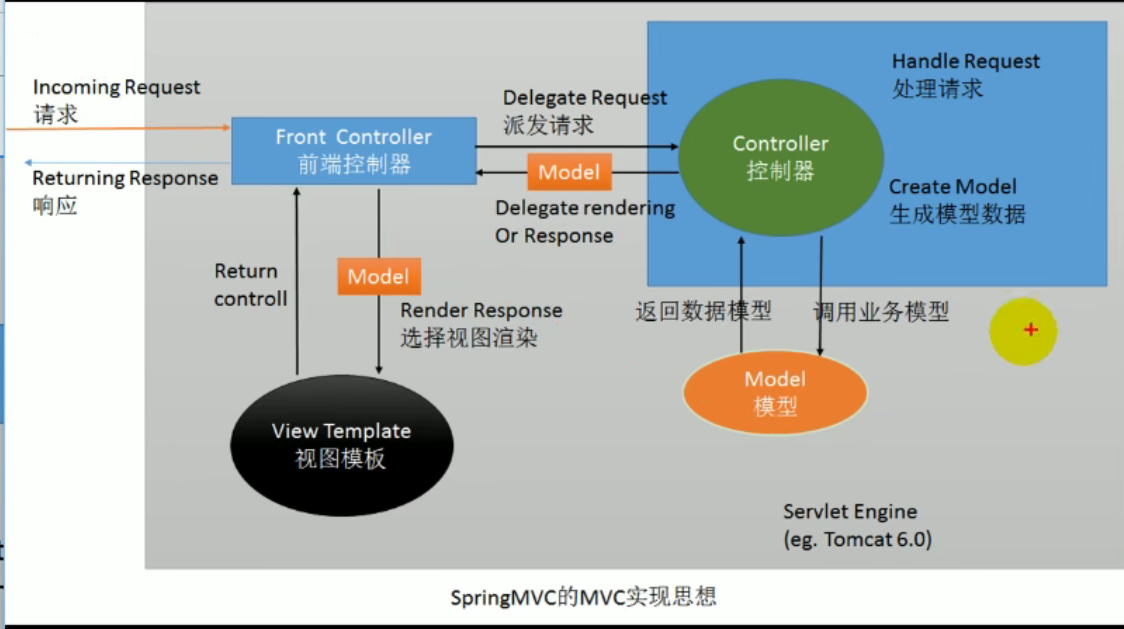 Incoming Request
请求
Returning Response
响应
Front Controller
前端控制器
Delegate Request
派发请求
Model
Delegate rendering
Or Response
Controller
控制器
Handle Request
处理请求
Create Model
生成模型数据
Return
controll
Model
Render Response
选择视图渲染
返回数据模型
调用业务模型
Model
模型
View Template
视图模板
Servlet Engine
(eg. Tomcat 6.0)
SpringMVC的MVC实现思想